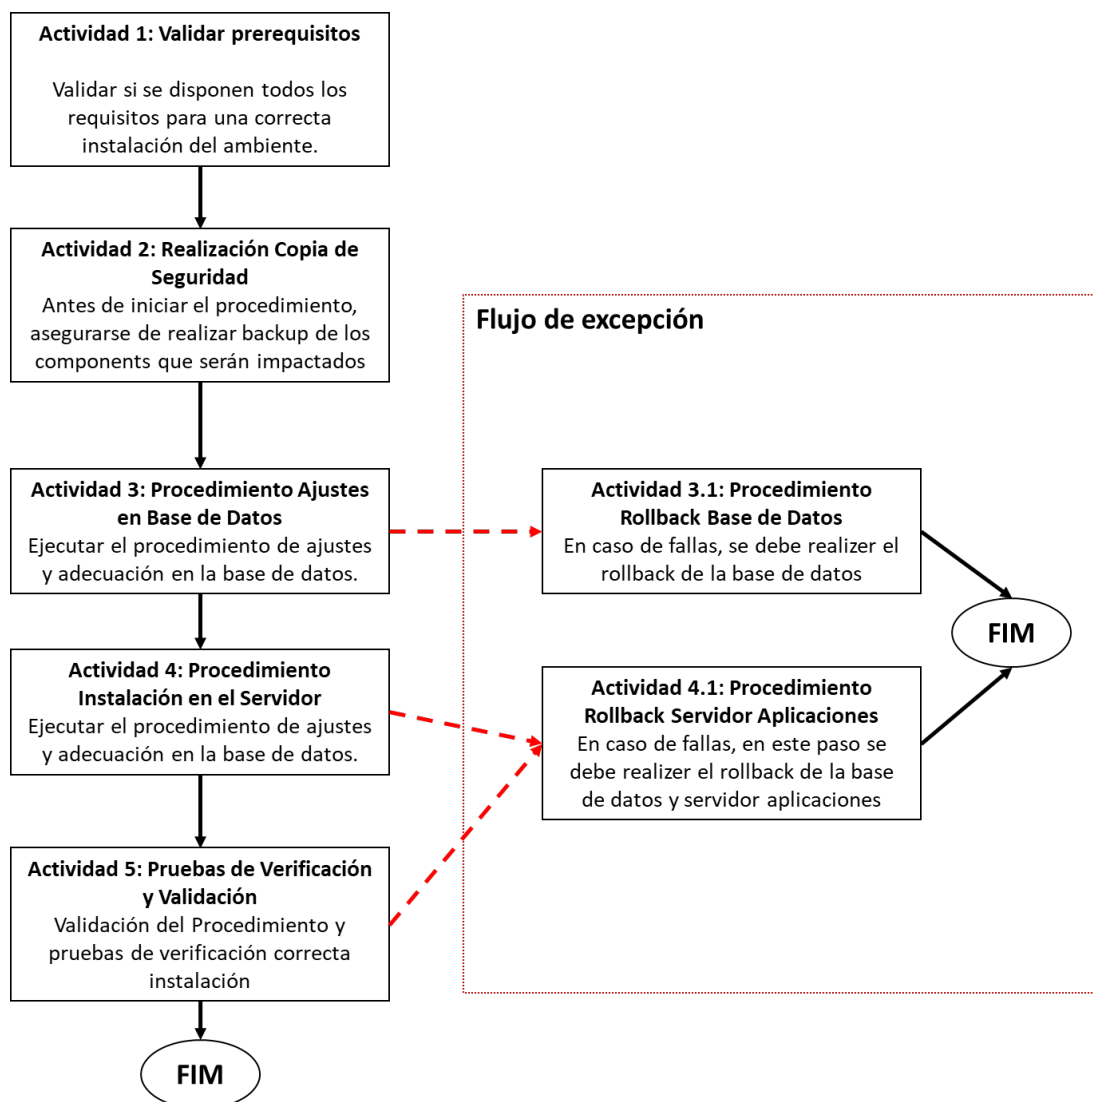 Actividad 1: Validar prerequisitos
Validar si se disponen todos los
requisitos para una correcta
instalación del ambiente.
Actividad 2: Realización Copia de
Seguridad
Antes de iniciar el procedimiento,
asegurarse de realizar backup de los
components que serán impactados
Flujo de excepción
Actividad 3: Procedimiento Ajustes
en Base de Datos
Ejecutar el procedimiento de ajustes
y adecuación en la base de datos.
Actividad 3.1: Procedimiento
Rollback Base de Datos
En caso de fallas, se debe realizer el
rollback de la base de datos
FIM
Actividad 4: Procedimiento
Instalación en el Servidor
Ejecutar el procedimiento de ajustes
y adecuación en la base de datos.
Actividad 4.1: Procedimiento
Rollback Servidor Aplicaciones
En caso de fallas, en este paso se
debe realizer el rollback de la base
de datos y servidor aplicaciones
Actividad 5: Pruebas de Verificación
y Validación
Validación del Procedimiento y
pruebas de verificación correcta
instalación
FIM